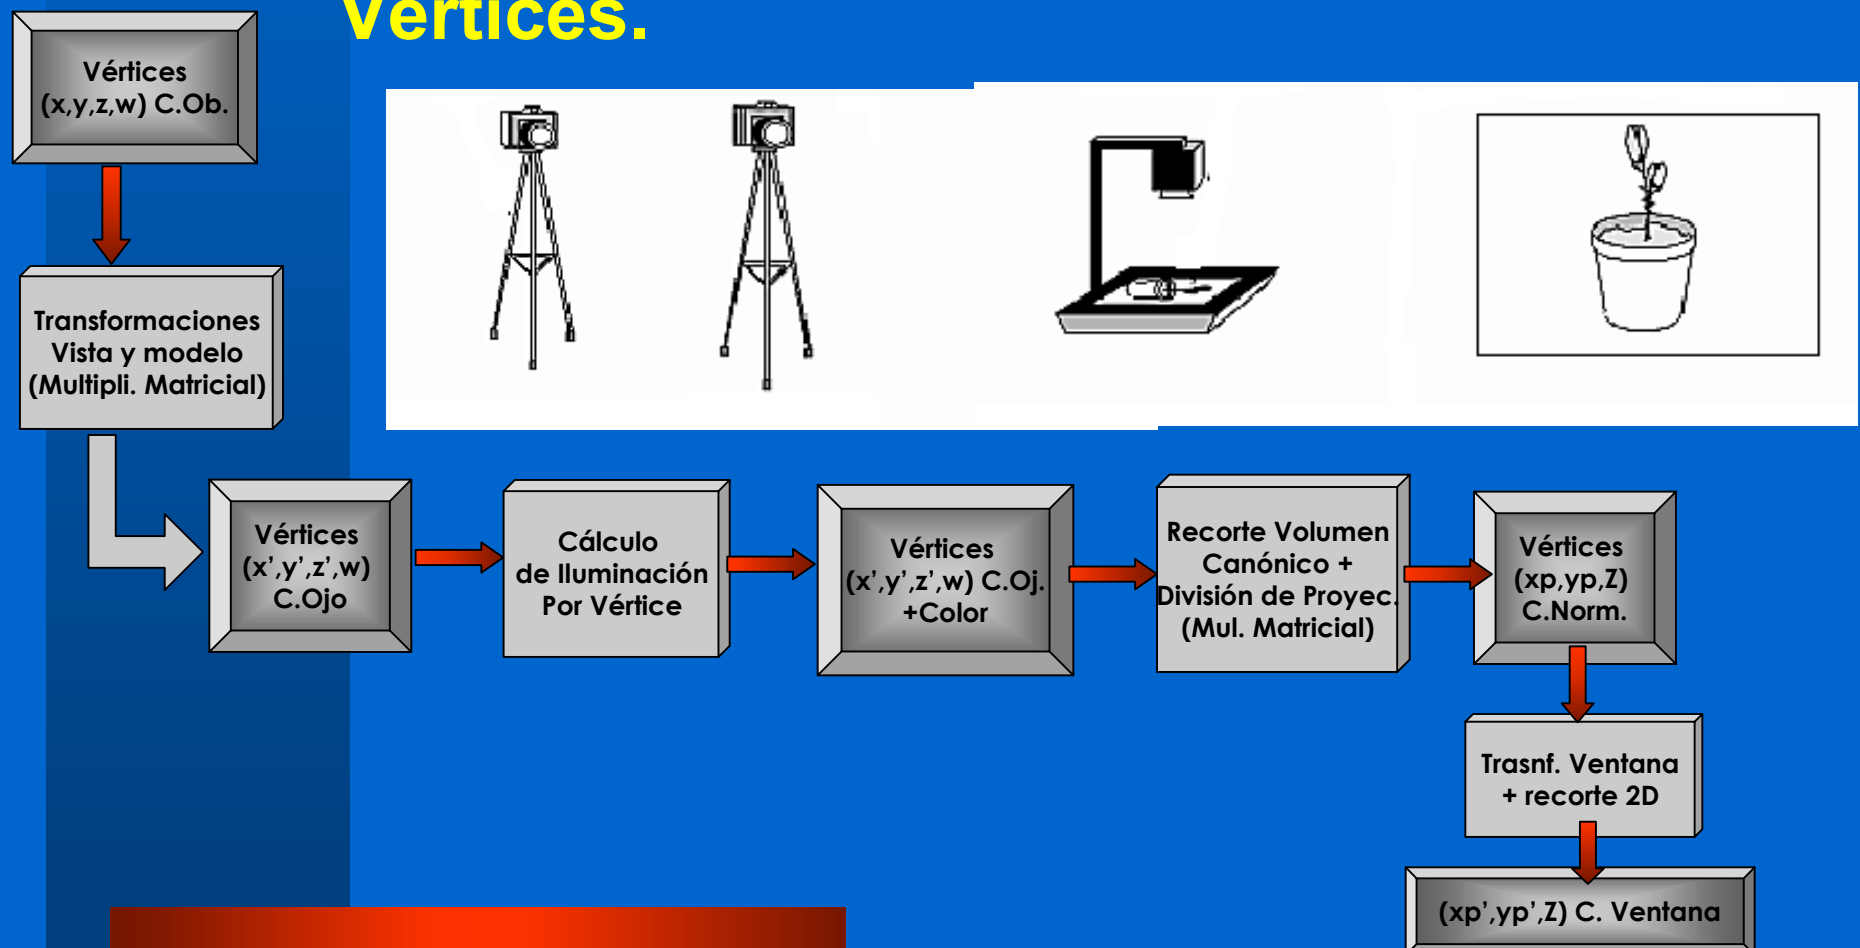 Vértices.
Vértices
(x,y,z,w) C.Ob.
Transformaciones
Vista y modelo
(Multipli. Matricial)
Vértices
(x’,y’,z’,w)
C.Ojo
Cálculo
de Iluminación
Por Vértice
Vértices
(x’,y’,z’,w) C.Oj.
+Color
Recorte Volumen
Canónico +
División de Proyec.
(Mul. Matricial)
Vértices
(xp,yp,Z)
C.Norm.
Trasnf. Ventana
+ recorte 2D
(xp’,yp’,Z) C. Ventana